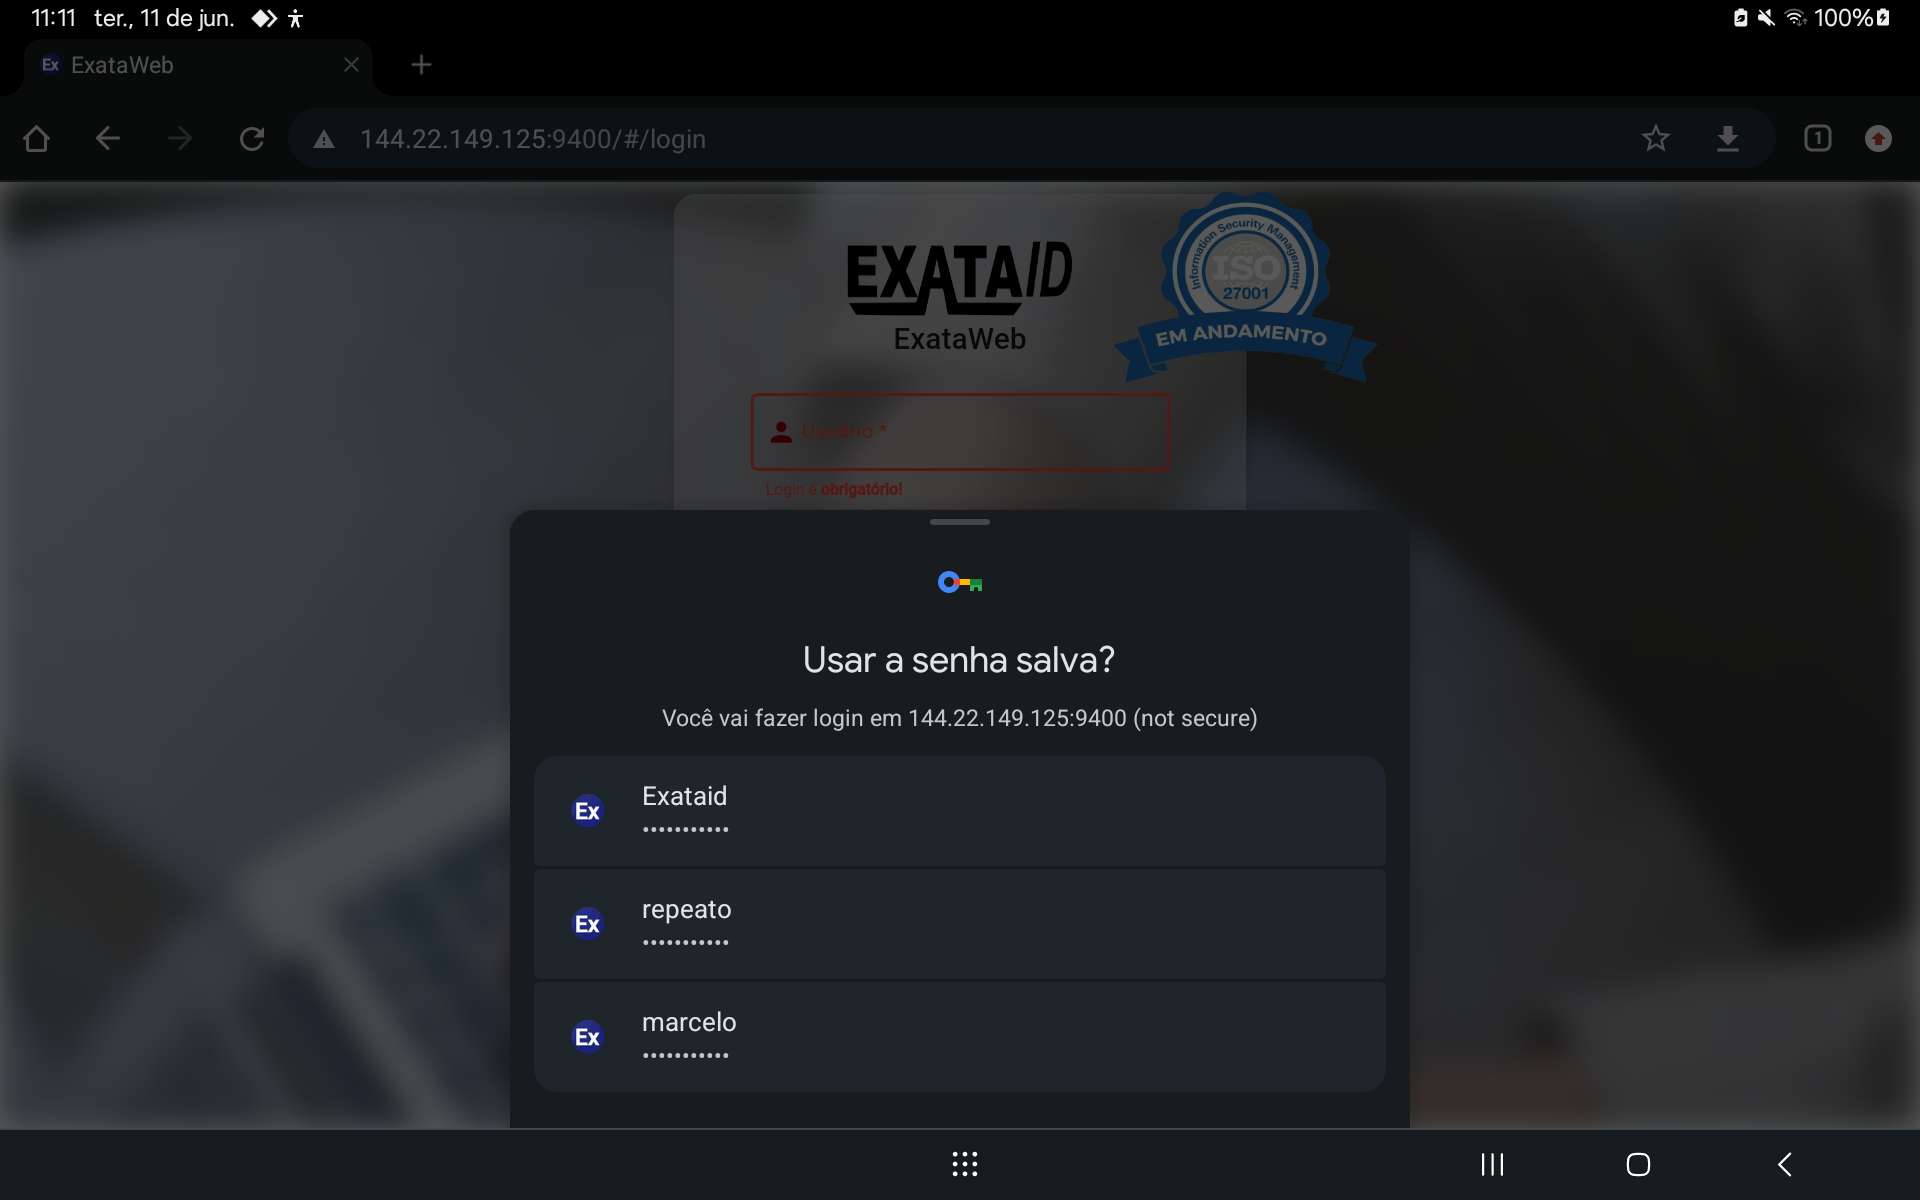 11:11 ter., 11 de jun.
100%
Ex ExataWeb
144.22.149.125:9400/#/login
1
EXATAID
ExataWeb
Information Security Management
ISO
27001
EM ANDAMENTO
Usuário *
Login é obrigatório!
Usar a senha salva?
Você vai fazer login em 144.22.149.125:9400 (not secure)
Ex
Exataid
•••••••••••
Ex
repeato
•••••••••••
Ex
marcelo
•••••••••••